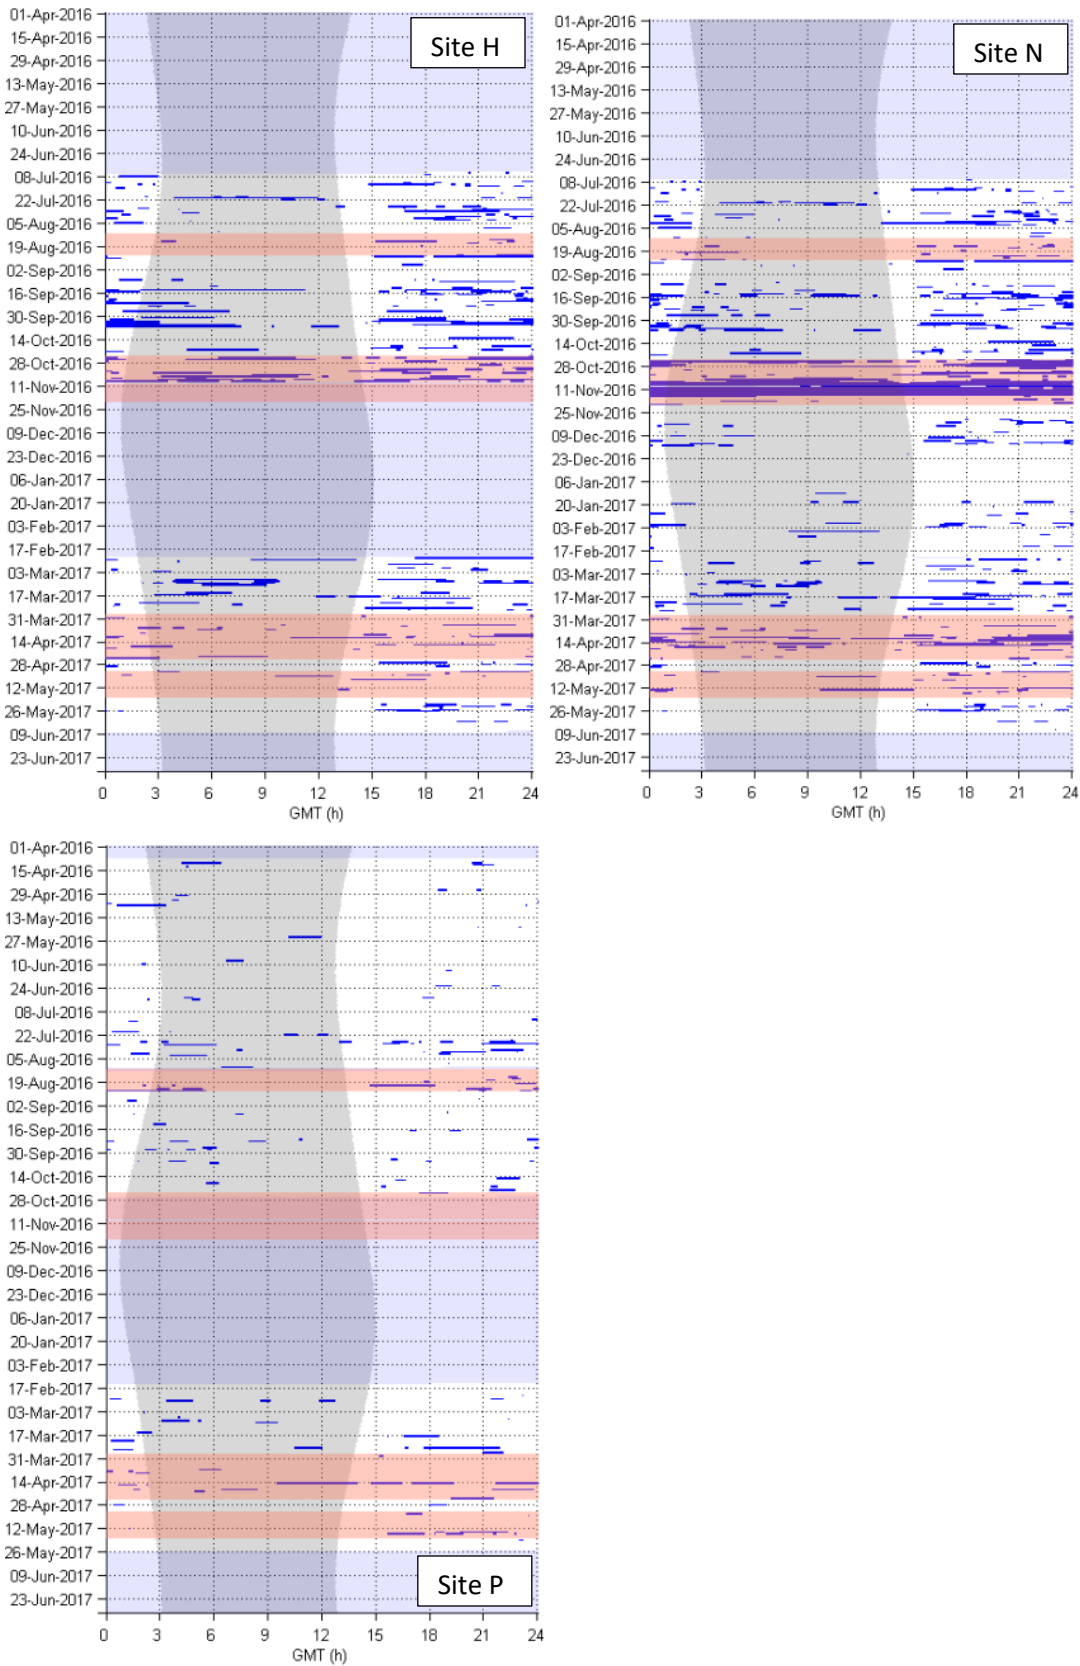 Site H
01-Apr-2016
15-Apr-2016
29-Apr-2016
13-May-2016
27-May-2016
10-Jun-2016
24-Jun-2016
08-Jul-2016
22-Jul-2016
05-Aug-2016
19-Aug-2016
02-Sep-2016
16-Sep-2016
30-Sep-2016
14-Oct-2016
28-Oct-2016
11-Nov-2016
25-Nov-2016
09-Dec-2016
23-Dec-2016
06-Jan-2017
20-Jan-2017
03-Feb-2017
17-Feb-2017
03-Mar-2017
17-Mar-2017
31-Mar-2017
14-Apr-2017
28-Apr-2017
12-May-2017
26-May-2017
09-Jun-2017
23-Jun-2017
0 3 6 9 12 15 18 21 24
GMT (h)
Site N
01-Apr-2016
15-Apr-2016
29-Apr-2016
13-May-2016
27-May-2016
10-Jun-2016
24-Jun-2016
08-Jul-2016
22-Jul-2016
05-Aug-2016
19-Aug-2016
02-Sep-2016
16-Sep-2016
30-Sep-2016
14-Oct-2016
28-Oct-2016
11-Nov-2016
25-Nov-2016
09-Dec-2016
23-Dec-2016
06-Jan-2017
20-Jan-2017
03-Feb-2017
17-Feb-2017
03-Mar-2017
17-Mar-2017
31-Mar-2017
14-Apr-2017
28-Apr-2017
12-May-2017
26-May-2017
09-Jun-2017
23-Jun-2017
0 3 6 9 12 15 18 21 24
GMT (h)
01-Apr-2016
15-Apr-2016
29-Apr-2016
13-May-2016
27-May-2016
10-Jun-2016
24-Jun-2016
08-Jul-2016
22-Jul-2016
05-Aug-2016
19-Aug-2016
02-Sep-2016
16-Sep-2016
30-Sep-2016
14-Oct-2016
28-Oct-2016
11-Nov-2016
25-Nov-2016
09-Dec-2016
23-Dec-2016
06-Jan-2017
20-Jan-2017
03-Feb-2017
17-Feb-2017
03-Mar-2017
17-Mar-2017
31-Mar-2017
14-Apr-2017
28-Apr-2017
12-May-2017
26-May-2017
09-Jun-2017
23-Jun-2017
Site P
0 3 6 9 12 15 18 21 24
GMT (h)